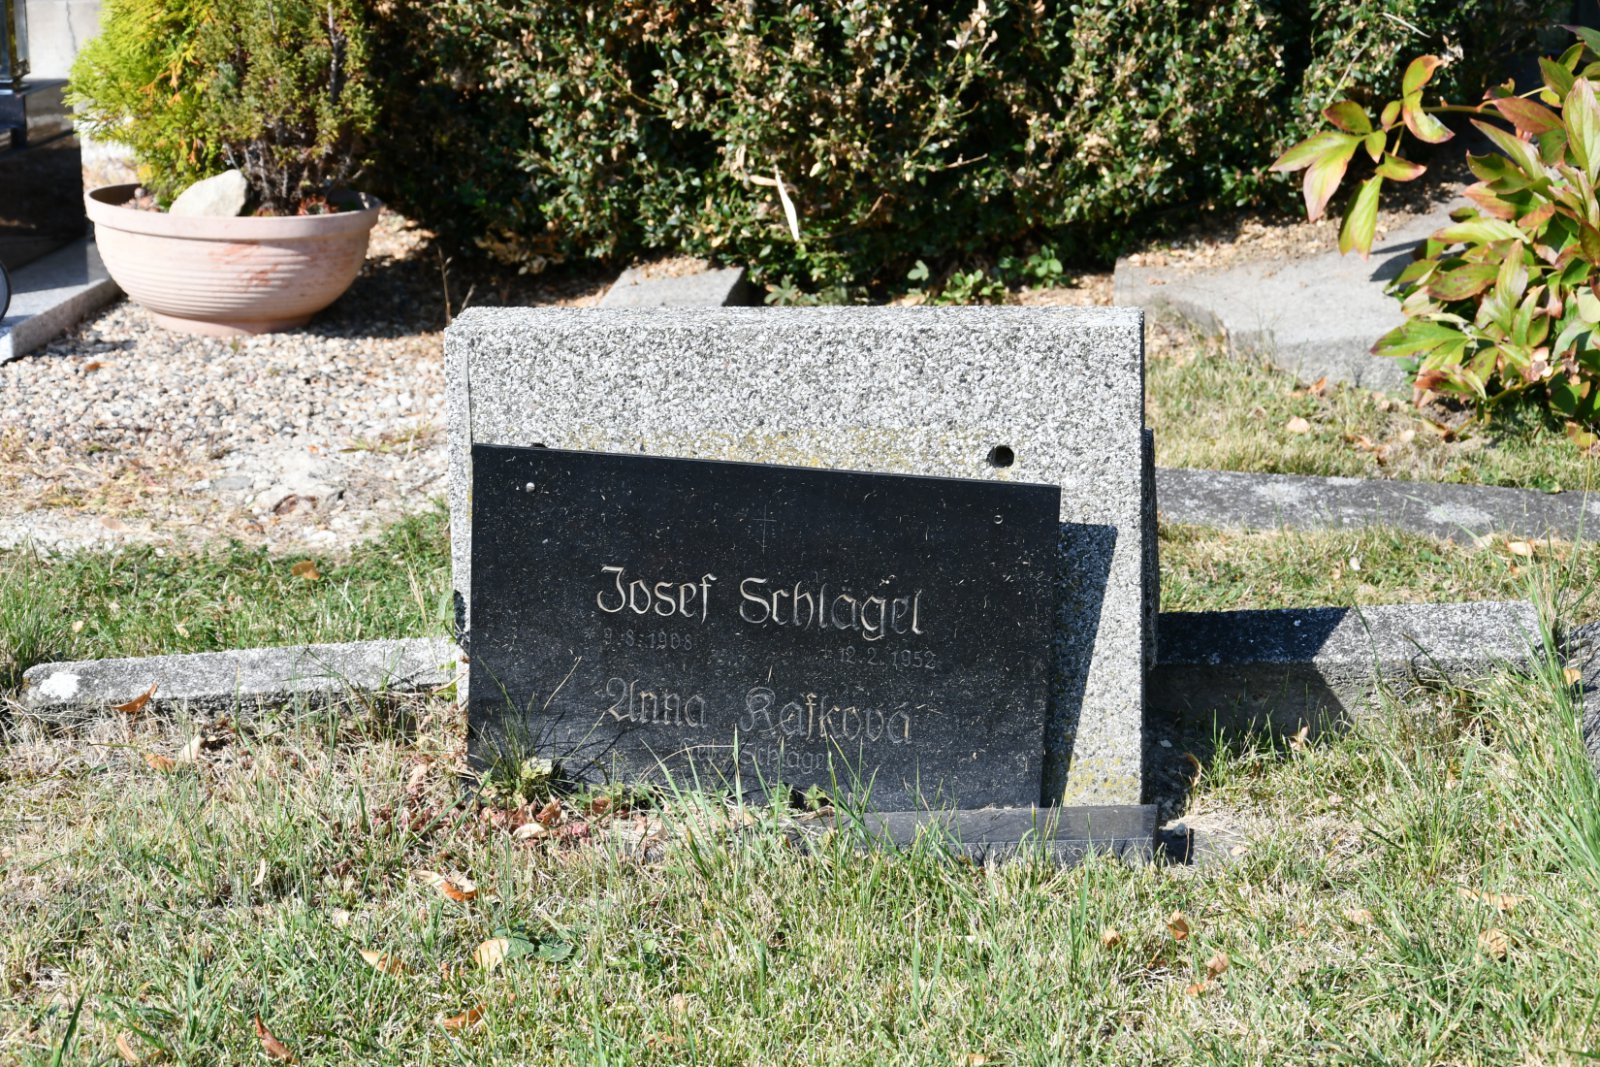 Josef Schlägel
9. 8. 1908 12. 2. 1952
Anna Kafková
Schlägel